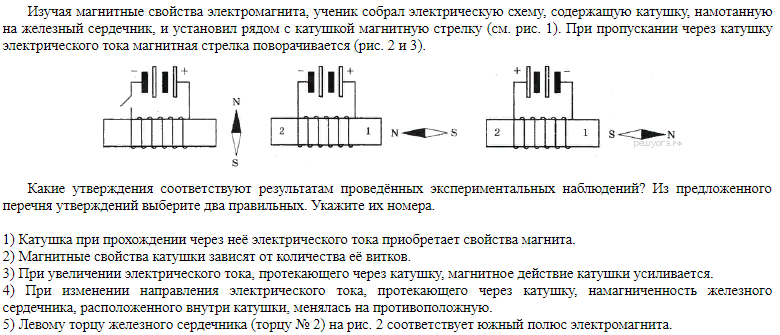 Изучая магнитные свойства электромагнита, ученик собрал электрическую схему, содержащую катушку, намотанную
на железный сердечник, и установил рядом с катушкой магнитную стрелку (см. рис. 1). При пропускании через катушку
электрического тока магнитная стрелка поворачивается (рис. 2 и 3).
− + − + + −
N
2 1 N S 2 1 S N
S
РЕШУОГЭ.РФ
Какие утверждения соответствуют результатам проведённых экспериментальных наблюдений? Из предложенного
перечня утверждений выберите два правильных. Укажите их номера.
1) Катушка при прохождении через неё электрического тока приобретает свойства магнита.
2) Магнитные свойства катушки зависят от количества её витков.
3) При увеличении электрического тока, протекающего через катушку, магнитное действие катушки усиливается.
4) При изменении направления электрического тока, протекающего через катушку, намагниченность железного
сердечника, расположенного внутри катушки, менялась на противоположную.
5) Левому торцу железного сердечника (торцу № 2) на рис. 2 соответствует южный полюс электромагнита.